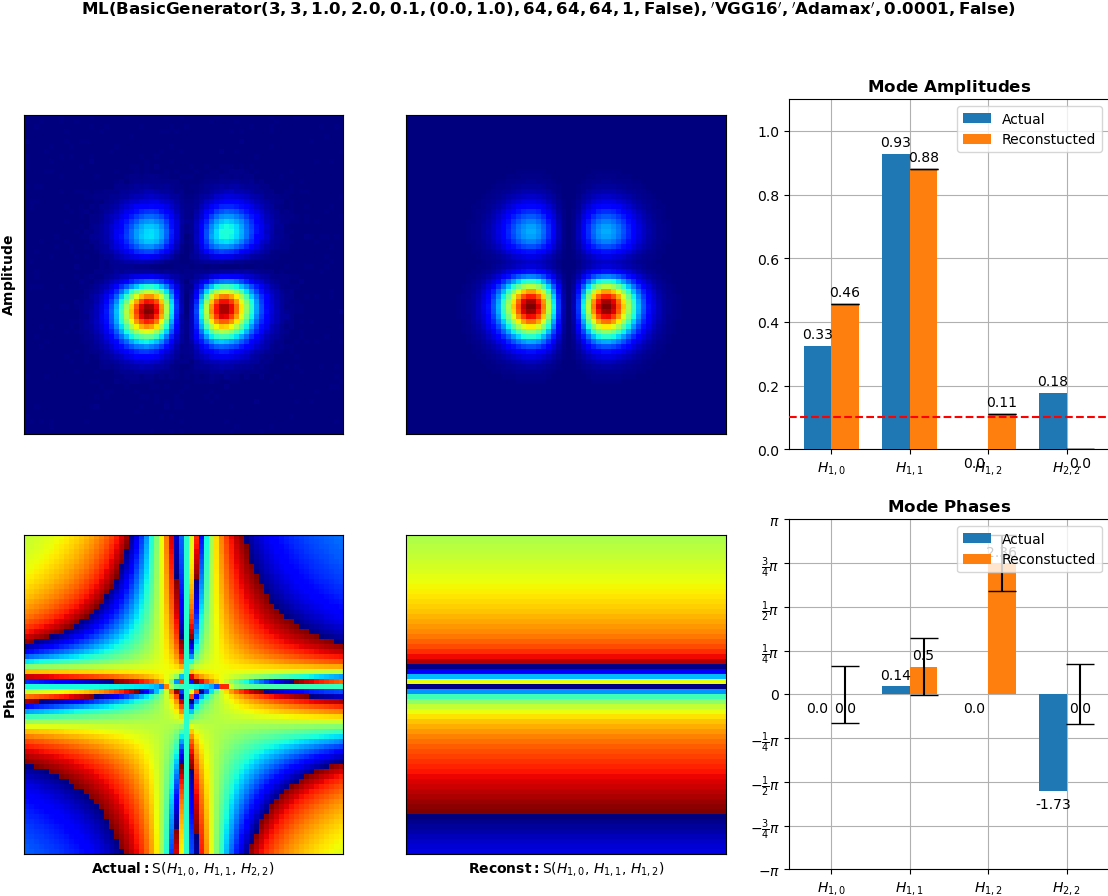 ML(BasicGenerator(3, 3, 1.0, 2.0, 0.1, (0.0, 1.0), 64, 64, 64, 1, False), 'VGG16', 'Adamax', 0.0001, False)
Amplitude
Mode Amplitudes
Actual
Reconstucted
1.0
0.8
0.6
0.4
0.2
0.0
0.33
0.46
0.93
0.88
0.0
0.11
0.18
0.0
H1,0
H1,1
H1,2
H2,2
Phase
Actual: S(H1,0, H1,1, H2,2)
Reconst: S(H1,0, H1,1, H1,2)
Mode Phases
Actual
Reconstucted
π
3/4π
1/2π
1/4π
0
−1/4π
−1/2π
−3/4π
−π
0.0
0.0
0.14
0.5
0.0
2.36
-1.73
0.0
H1,0
H1,1
H1,2
H2,2